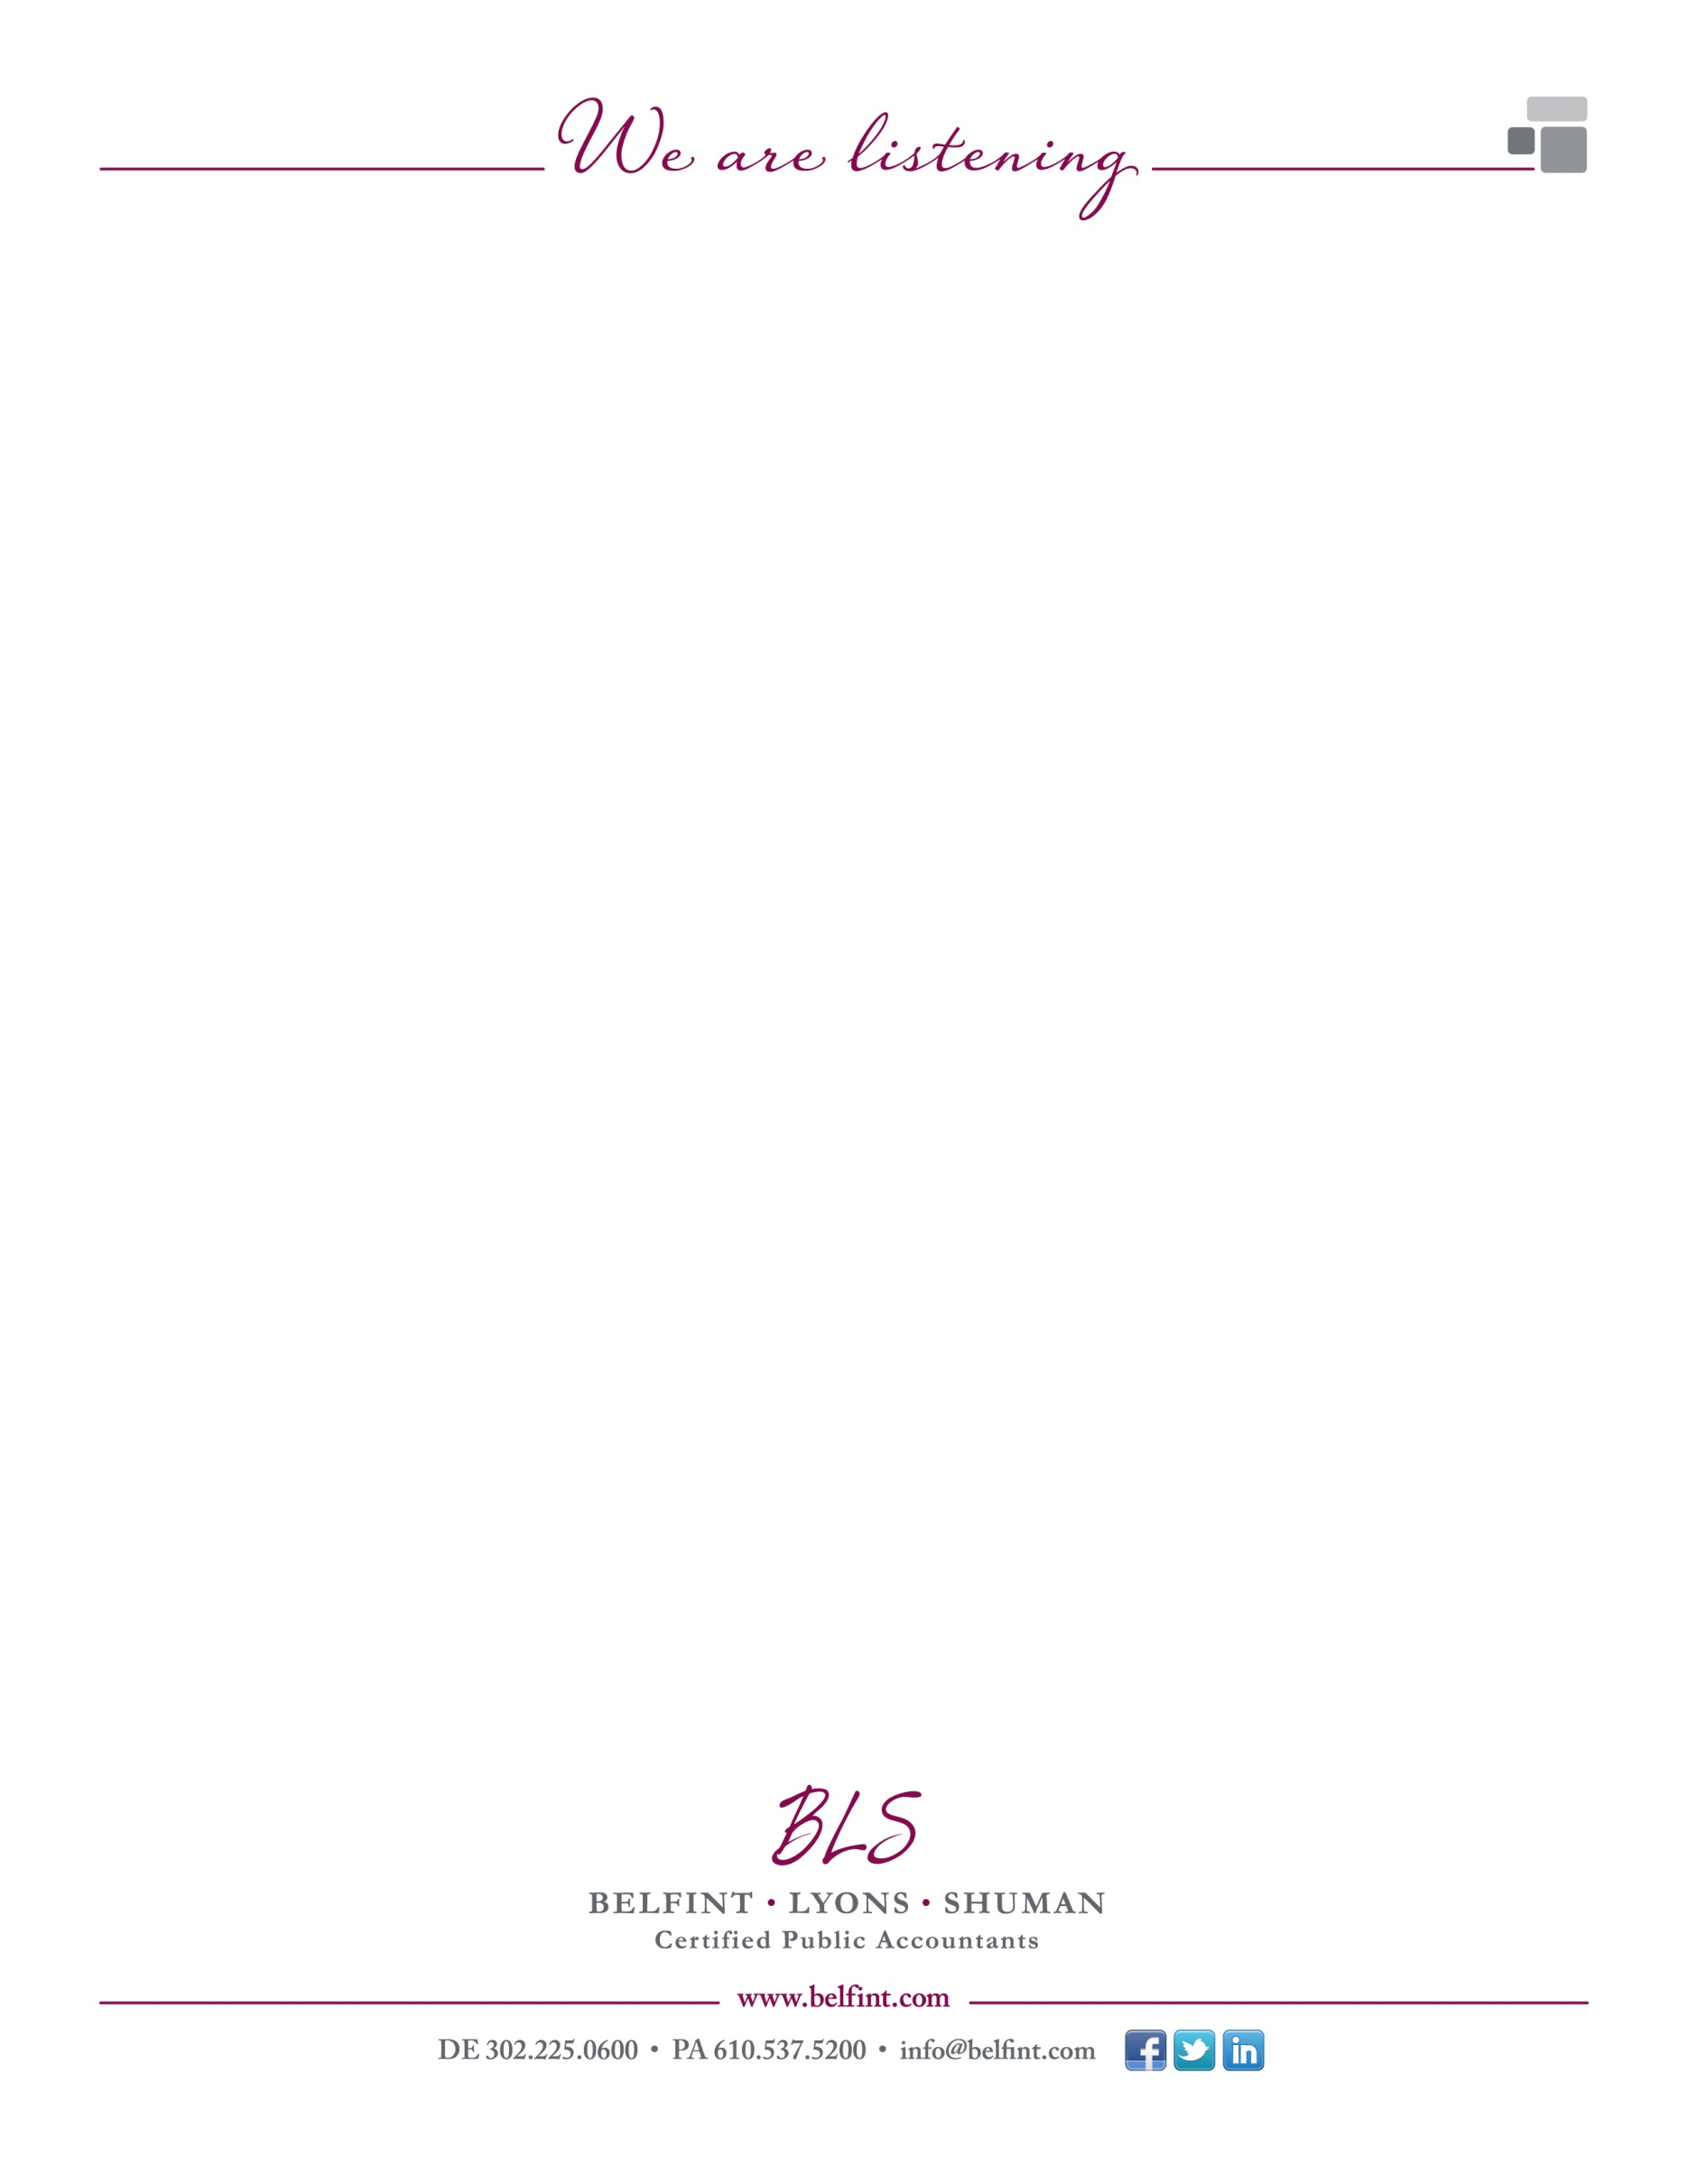 We are listening
BLS
BELFINT • LYONS • SHUMAN
Certified Public Accountants
www.belfint.com
DE 302.225.0600 • PA 610.537.5200 • info@belfint.com